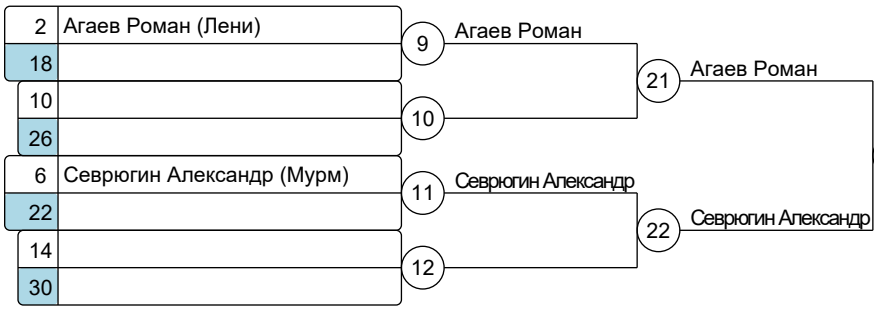 2 Агаев Роман (Лени)
18
10
26
6 Севрюгин Александр (Мурм)
22
14
30
9 Агаев Роман
10
11 Севрюгин Александр
12
21 Агаев Роман
22 Севрюгин Александр